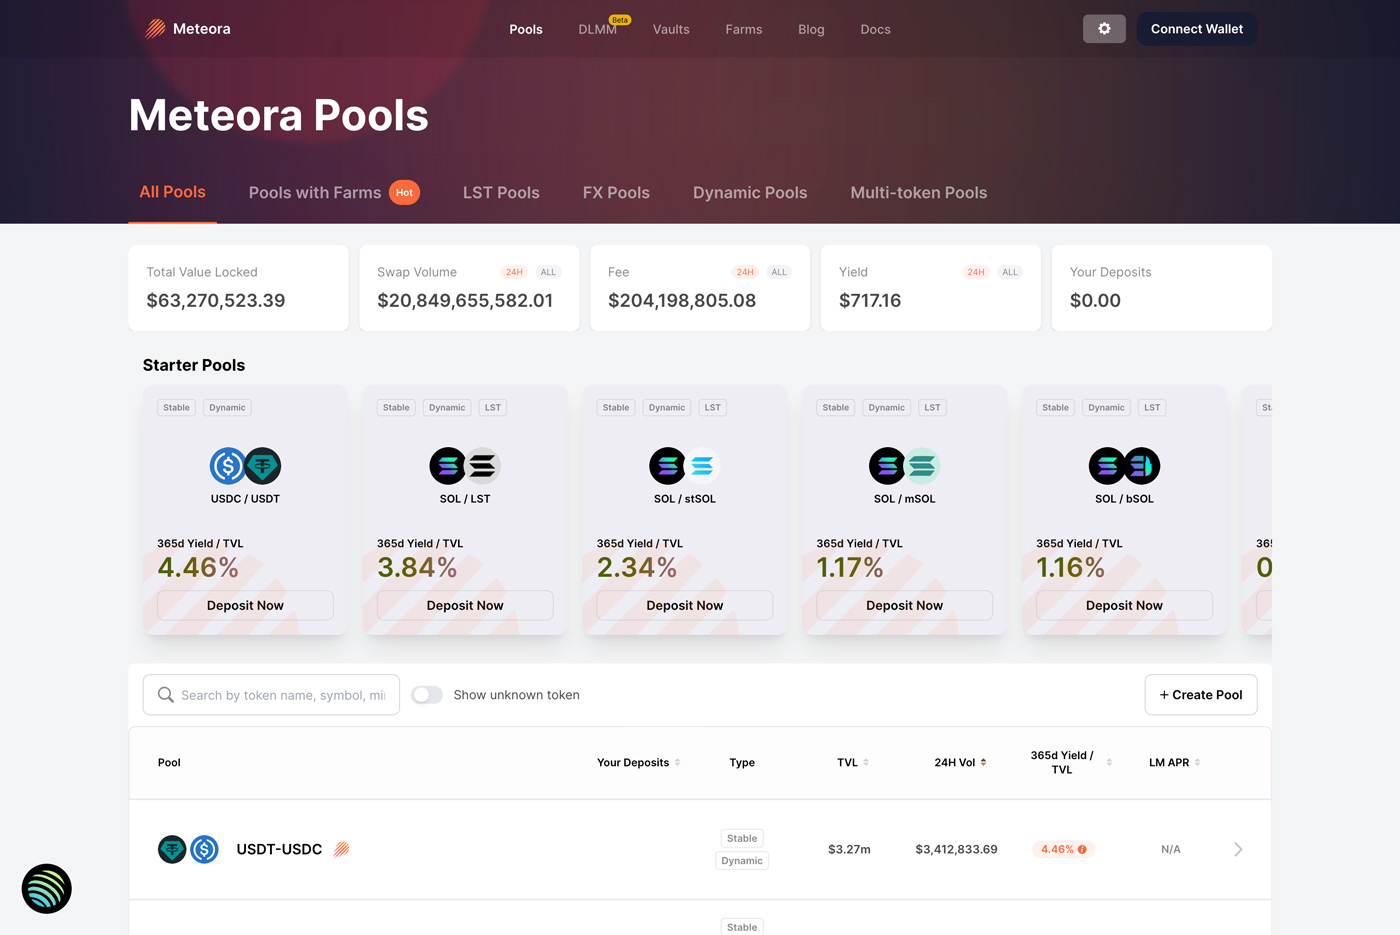 Meteora
Pools
DLMM
Beta
Vaults
Farms
Blog
Docs
Connect Wallet
Meteora Pools
All Pools
Pools with Farms
Hot
LST Pools
FX Pools
Dynamic Pools
Multi-token Pools
Total Value Locked
$63,270,523.39
Swap Volume 24H ALL
$20,849,655,582.01
Fee 24H ALL
$204,198,805.08
Yield 24H ALL
$717.16
Your Deposits
$0.00
Starter Pools
Stable Dynamic
USDC / USDT
365d Yield / TVL
4.46%
Deposit Now
Stable Dynamic LST
SOL / LST
365d Yield / TVL
3.84%
Deposit Now
Stable Dynamic LST
SOL / stSOL
365d Yield / TVL
2.34%
Deposit Now
Stable Dynamic LST
SOL / mSOL
365d Yield / TVL
1.17%
Deposit Now
Stable Dynamic LST
SOL / bSOL
365d Yield / TVL
1.16%
Deposit Now
Search by token name, symbol, mi
Show unknown token
+ Create Pool
Pool
Your Deposits
Type
TVL
24H Vol
365d Yield /
TVL
LM APR
USDT-USDC
Stable
Dynamic
$3.27m
$3,412,833.69
4.46%
N/A
Stable